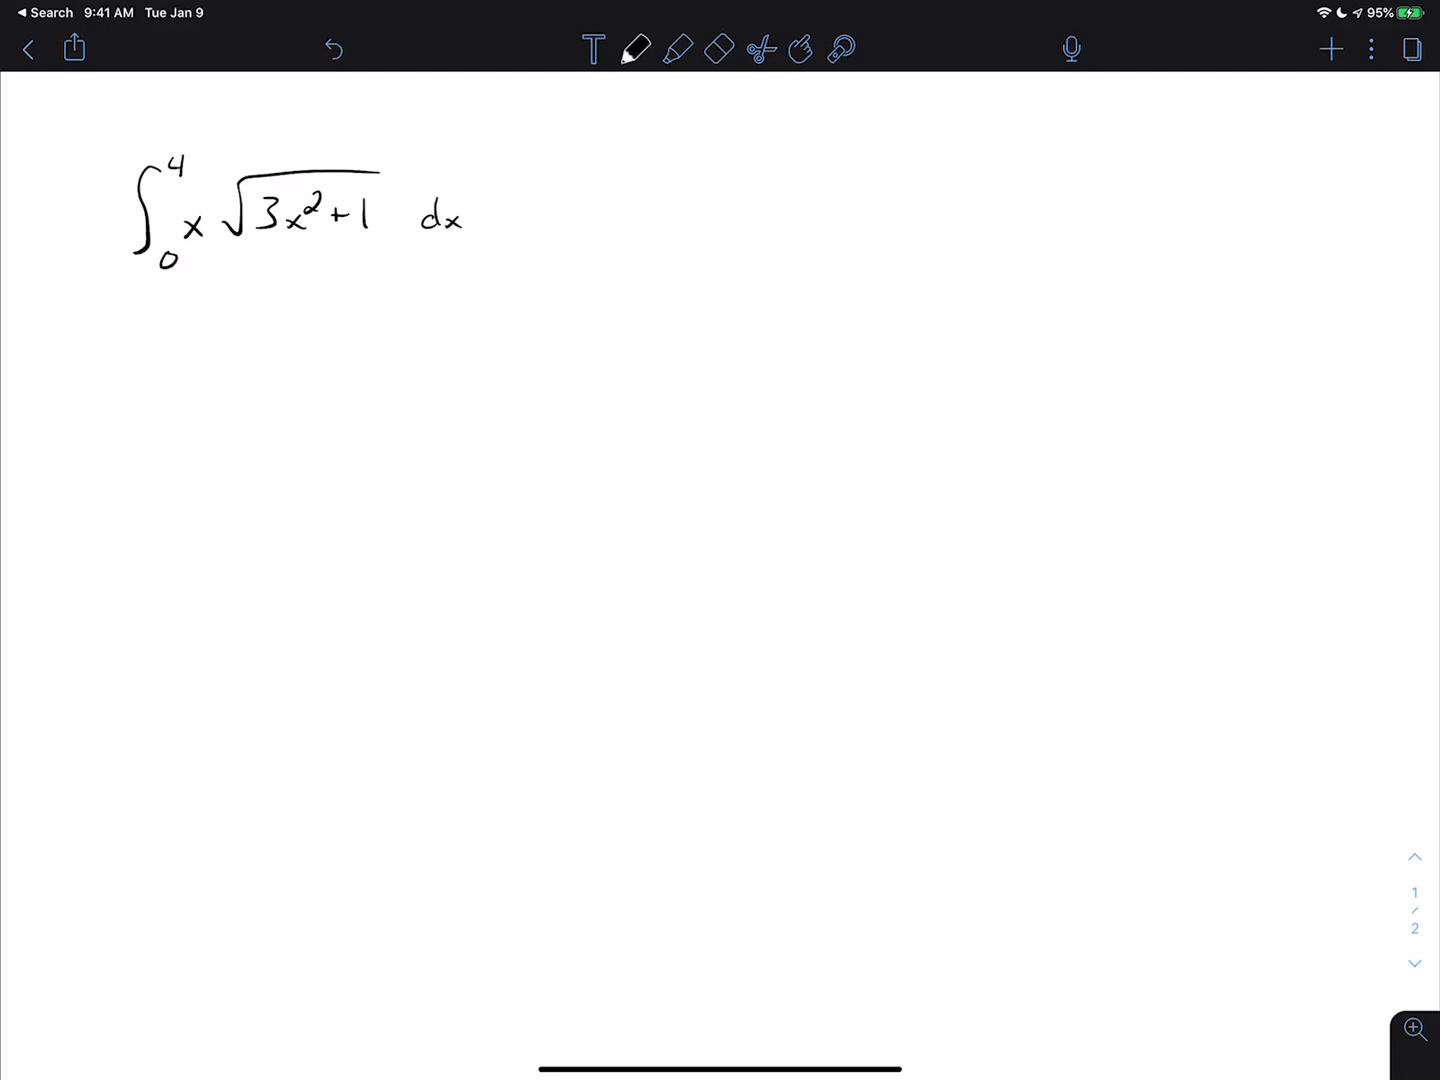 Search 9:41 AM Tue Jan 9 95%
∫₀⁴ x √(3x²+1) dx
1
/
2